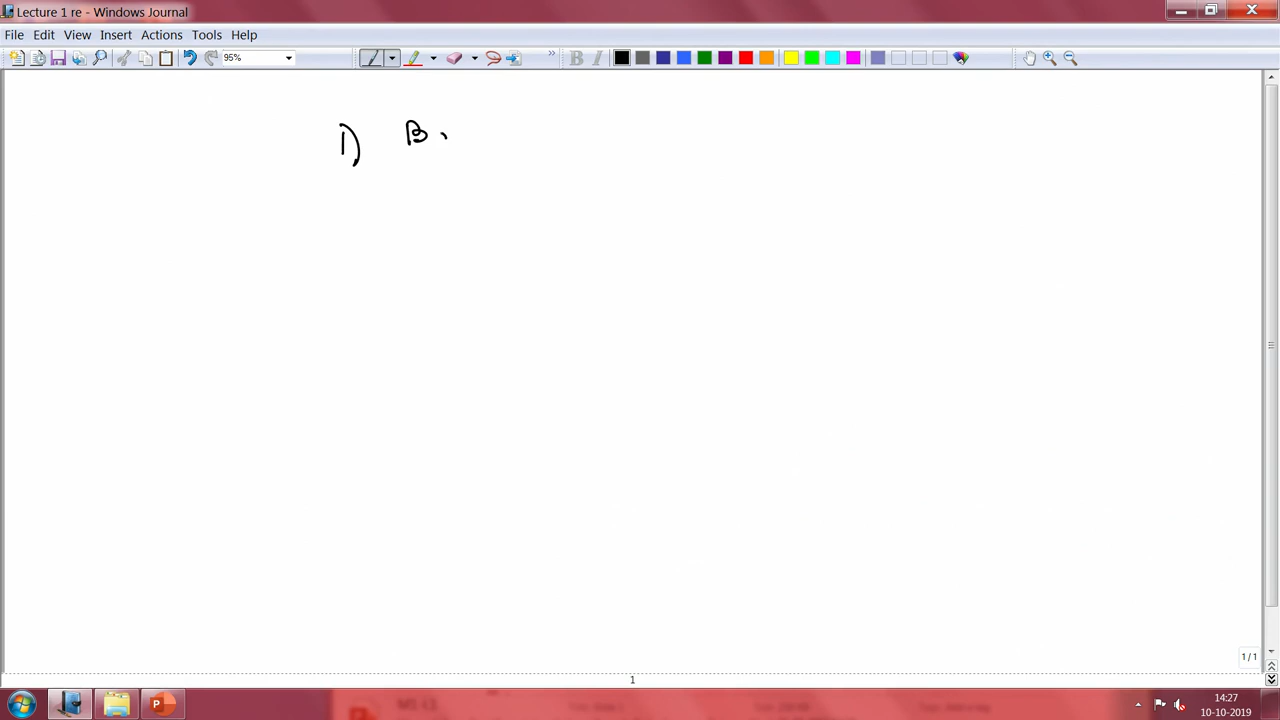 Lecture 1 re - Windows Journal
File Edit View Insert Actions Tools Help
95%
B I
1) B
1 / 1
1
14:27
10-10-2019